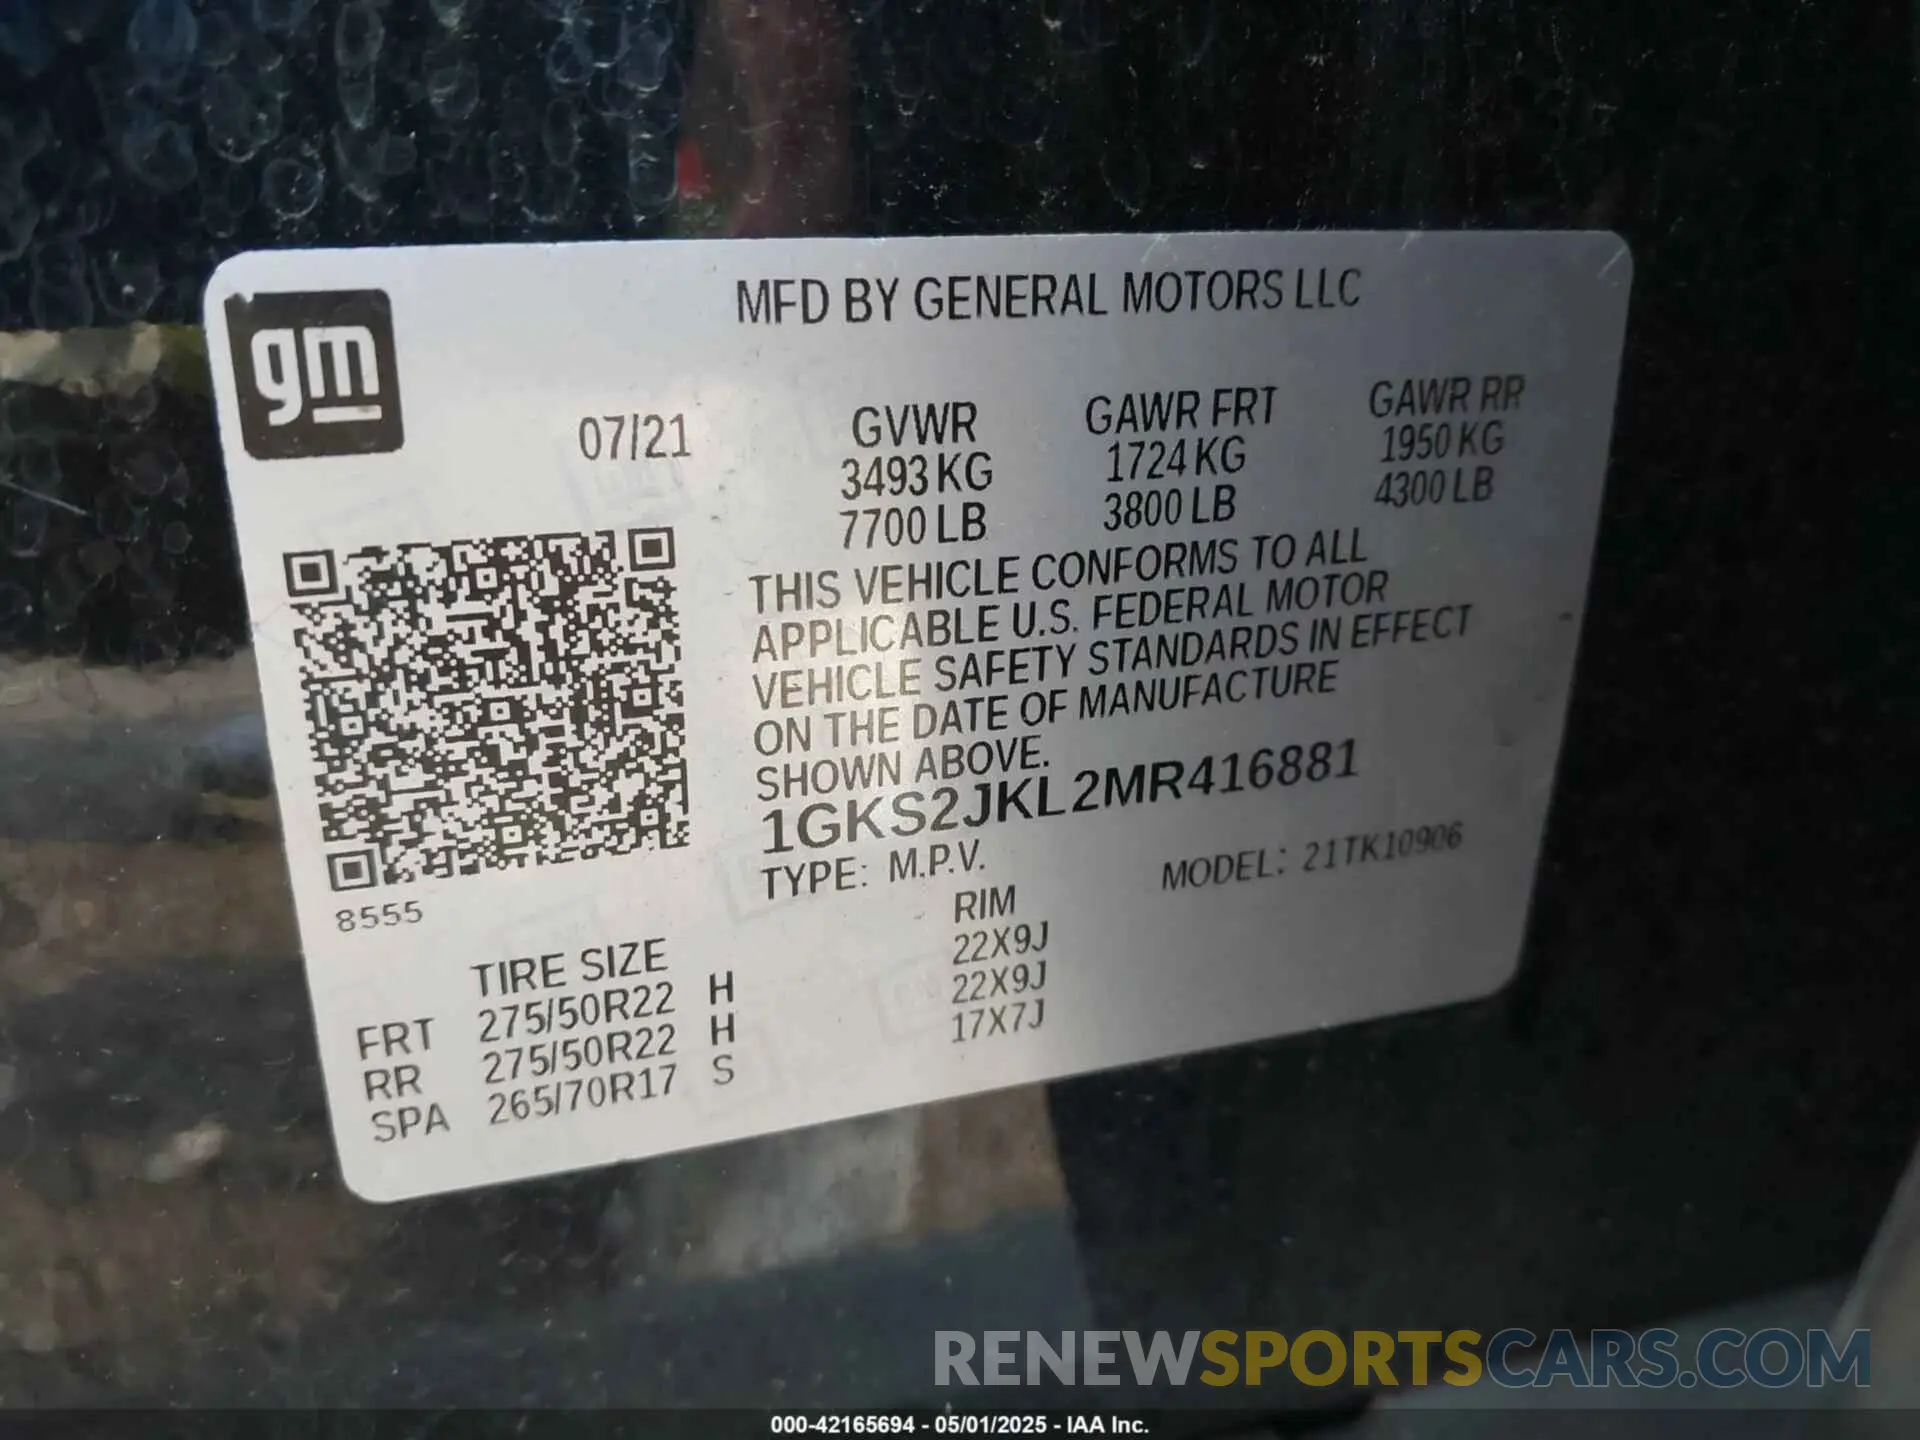 MFD BY GENERAL MOTORS LLC
gm
07/21
GVWR GAWR FRT GAWR RR
3493 KG 1724 KG 1950 KG
7700 LB 3800 LB 4300 LB
THIS VEHICLE CONFORMS TO ALL
APPLICABLE U.S. FEDERAL MOTOR
VEHICLE SAFETY STANDARDS IN EFFECT
ON THE DATE OF MANUFACTURE
SHOWN ABOVE.
1GKS2JKL2MR416881
TYPE: M.P.V. MODEL: 21TK10906
8555
TIRE SIZE RIM
FRT 275/50R22 H 22X9J
RR 275/50R22 H 22X9J
SPA 265/70R17 S 17X7J
RENEWSPORTSCARS.COM
000-42165694 - 05/01/2025 - IAA Inc.